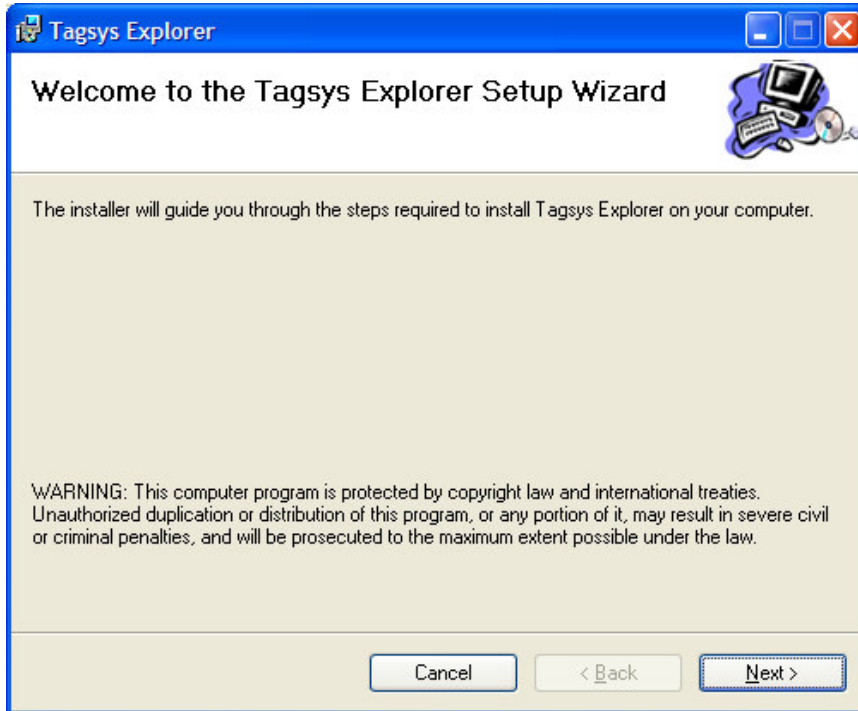 Tagsys Explorer
Welcome to the Tagsys Explorer Setup Wizard
The installer will guide you through the steps required to install Tagsys Explorer on your computer.
WARNING: This computer program is protected by copyright law and international treaties.
Unauthorized duplication or distribution of this program, or any portion of it, may result in severe civil
or criminal penalties, and will be prosecuted to the maximum extent possible under the law.
Cancel < Back Next >